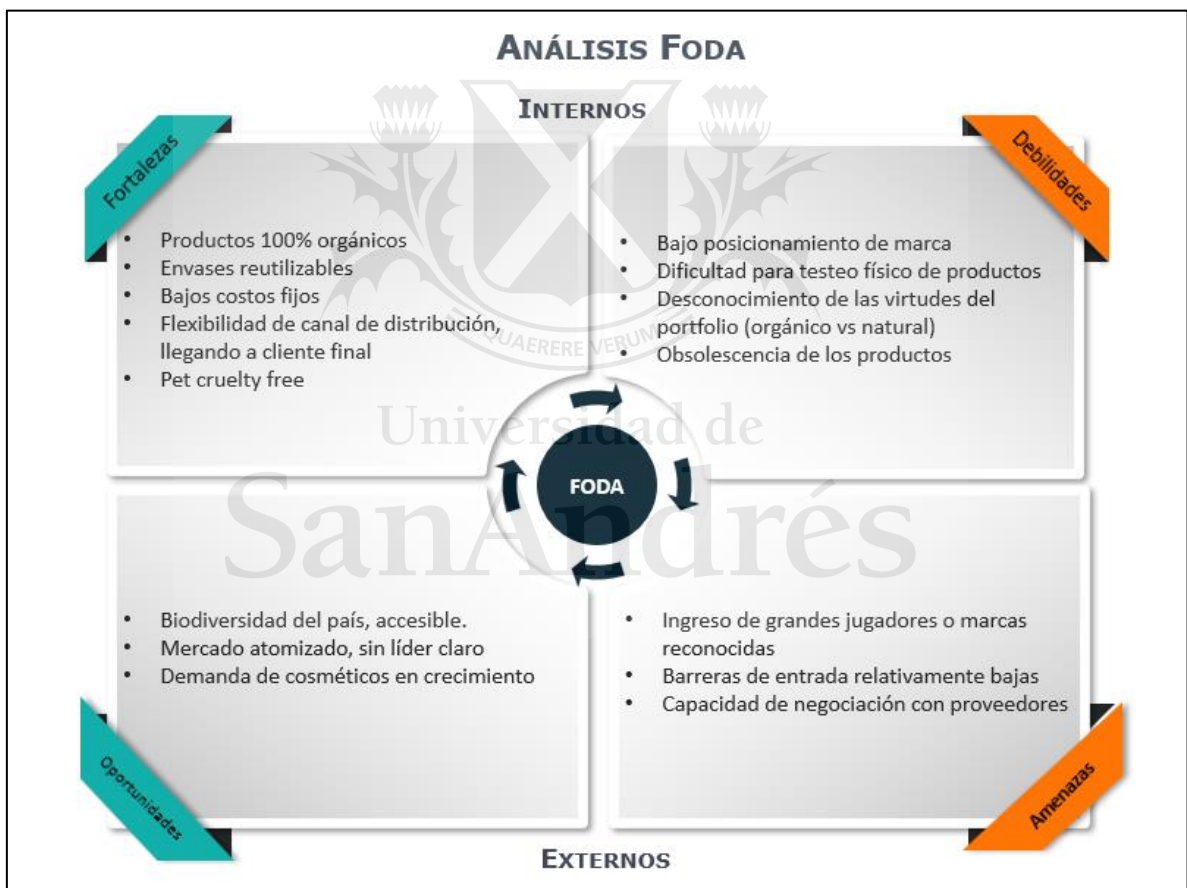 ANÁLISIS FODA
INTERNOS
Fortalezas
• Productos 100% orgánicos
• Envases reutilizables
• Bajos costos fijos
• Flexibilidad de canal de distribución,
llegando a cliente final
• Pet cruelty free
Debilidades
• Bajo posicionamiento de marca
• Dificultad para testeo físico de productos
• Desconocimiento de las virtudes del
portfolio (orgánico vs natural)
• Obsolescencia de los productos
QUAERERE VERUM
Universidad de
SanAndrés
FODA
Oportunidades
• Biodiversidad del país, accesible.
• Mercado atomizado, sin líder claro
• Demanda de cosméticos en crecimiento
Amenazas
• Ingreso de grandes jugadores o marcas
reconocidas
• Barreras de entrada relativamente bajas
• Capacidad de negociación con proveedores
EXTERNOS